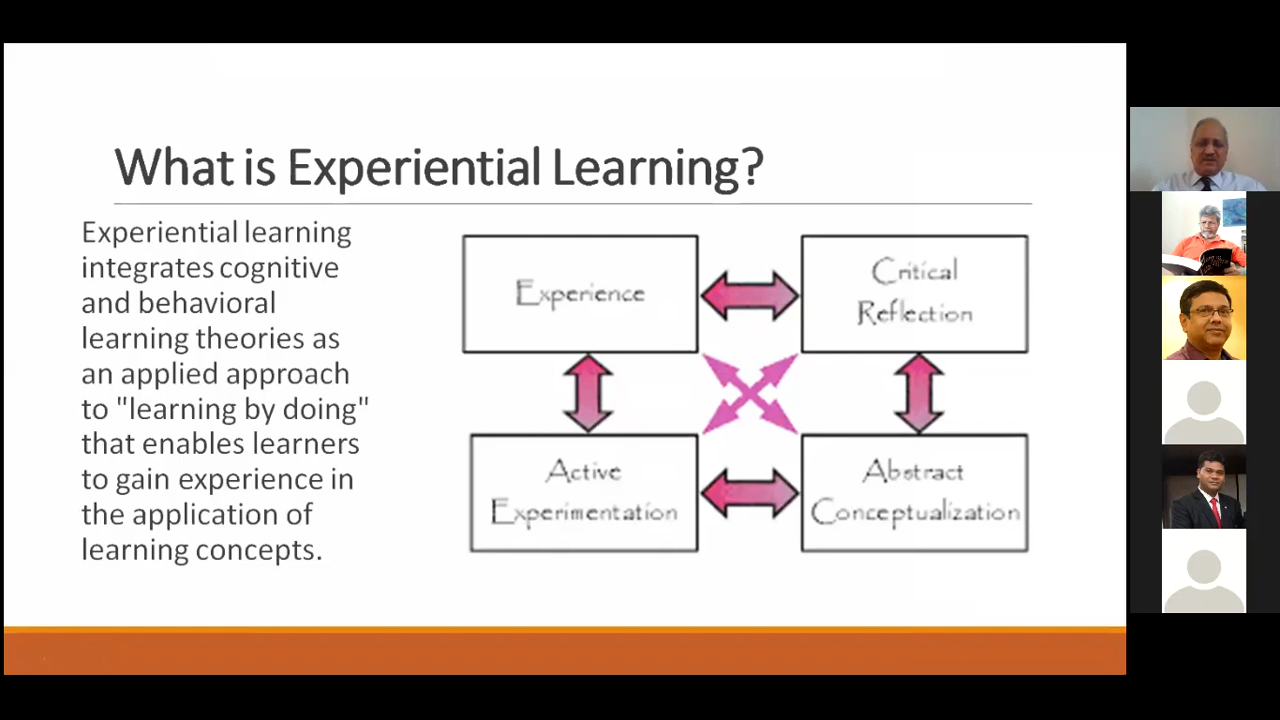 What is Experiential Learning?
Experiential learning
integrates cognitive
and behavioral
learning theories as
an applied approach
to "learning by doing"
that enables learners
to gain experience in
the application of
learning concepts.
Experience
Critical
Reflection
Active
Experimentation
Abstract
Conceptualization